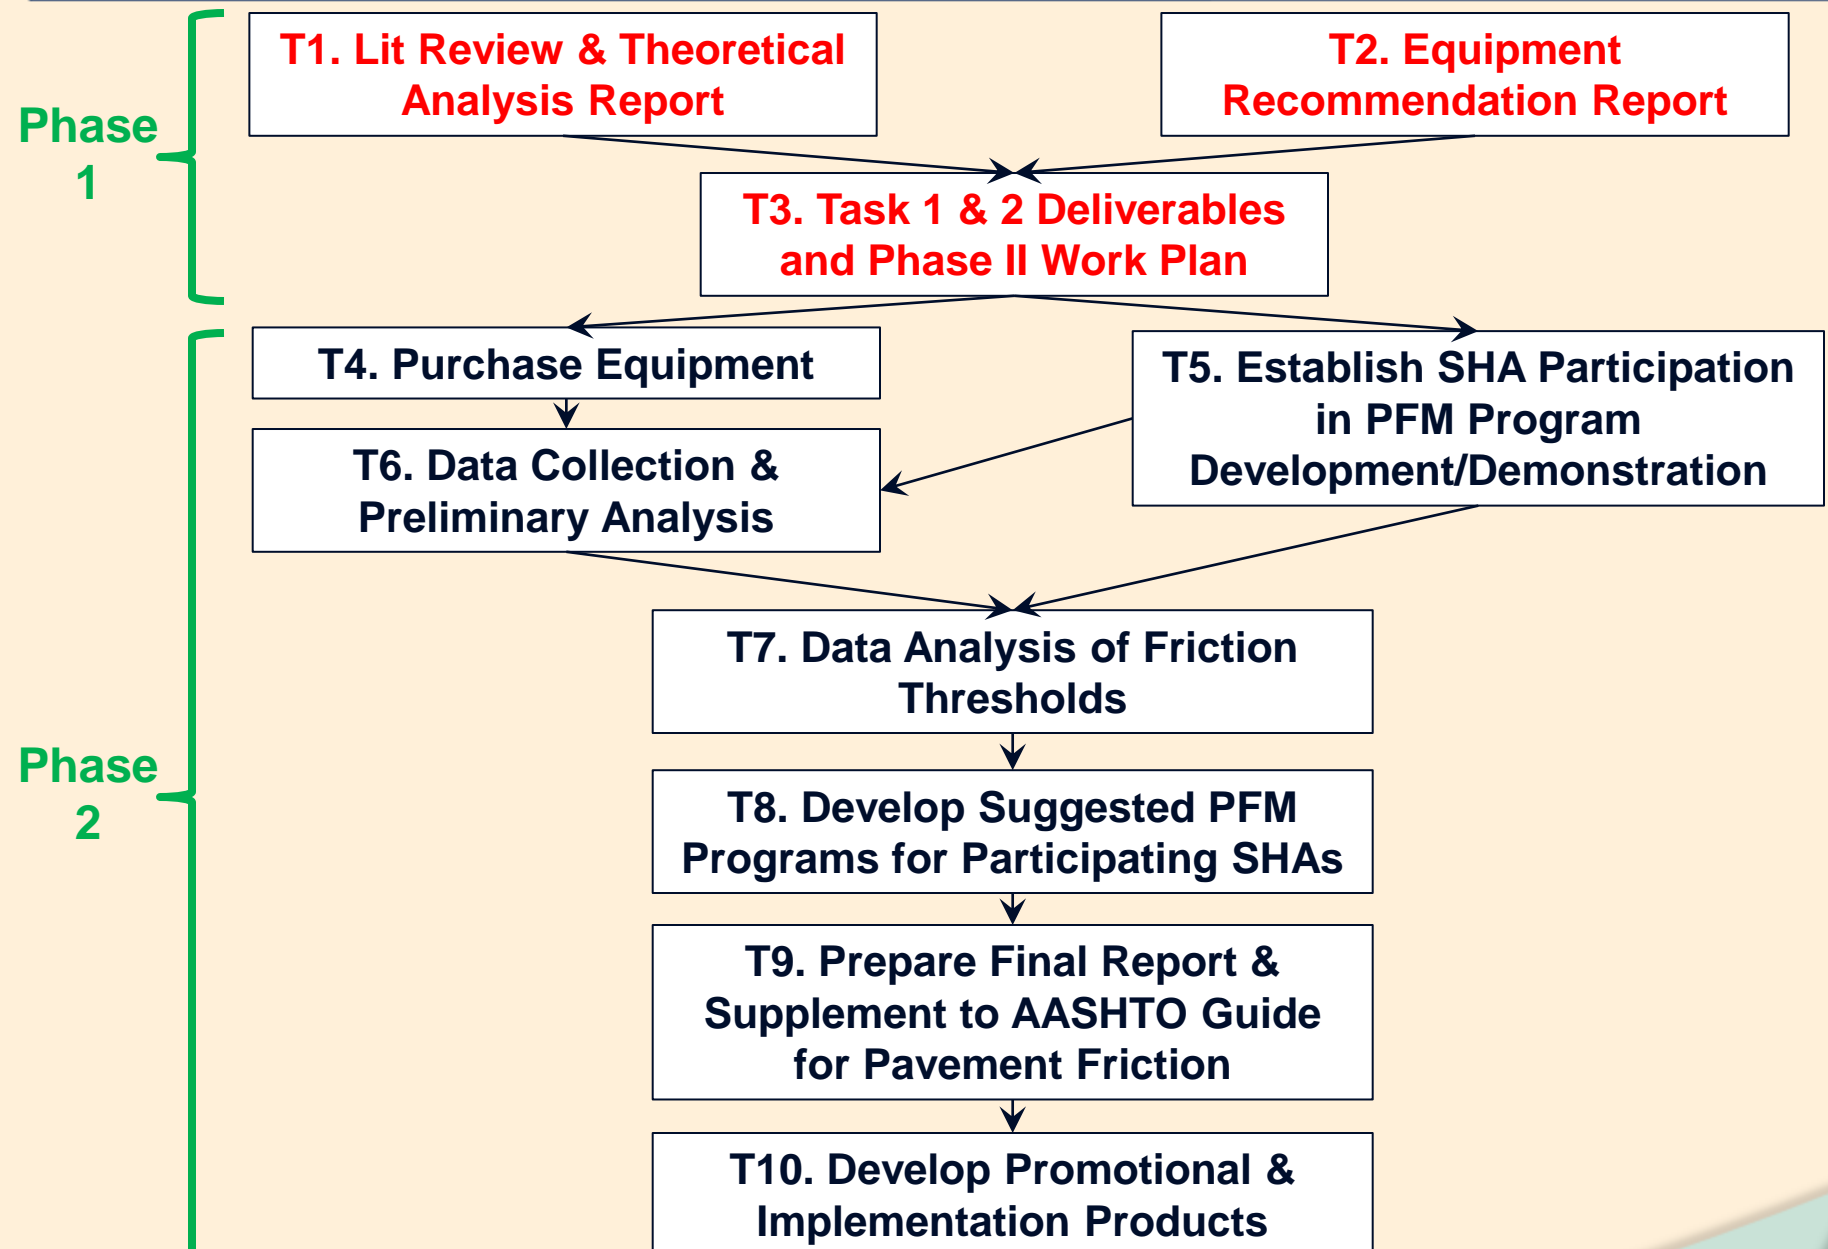 T1. Lit Review & Theoretical
Analysis Report
T2. Equipment
Recommendation Report
Phase
1
T3. Task 1 & 2 Deliverables
and Phase II Work Plan
T4. Purchase Equipment
T5. Establish SHA Participation
in PFM Program
Development/Demonstration
T6. Data Collection &
Preliminary Analysis
T7. Data Analysis of Friction
Thresholds
Phase
2
T8. Develop Suggested PFM
Programs for Participating SHAs
T9. Prepare Final Report &
Supplement to AASHTO Guide
for Pavement Friction
T10. Develop Promotional &
Implementation Products